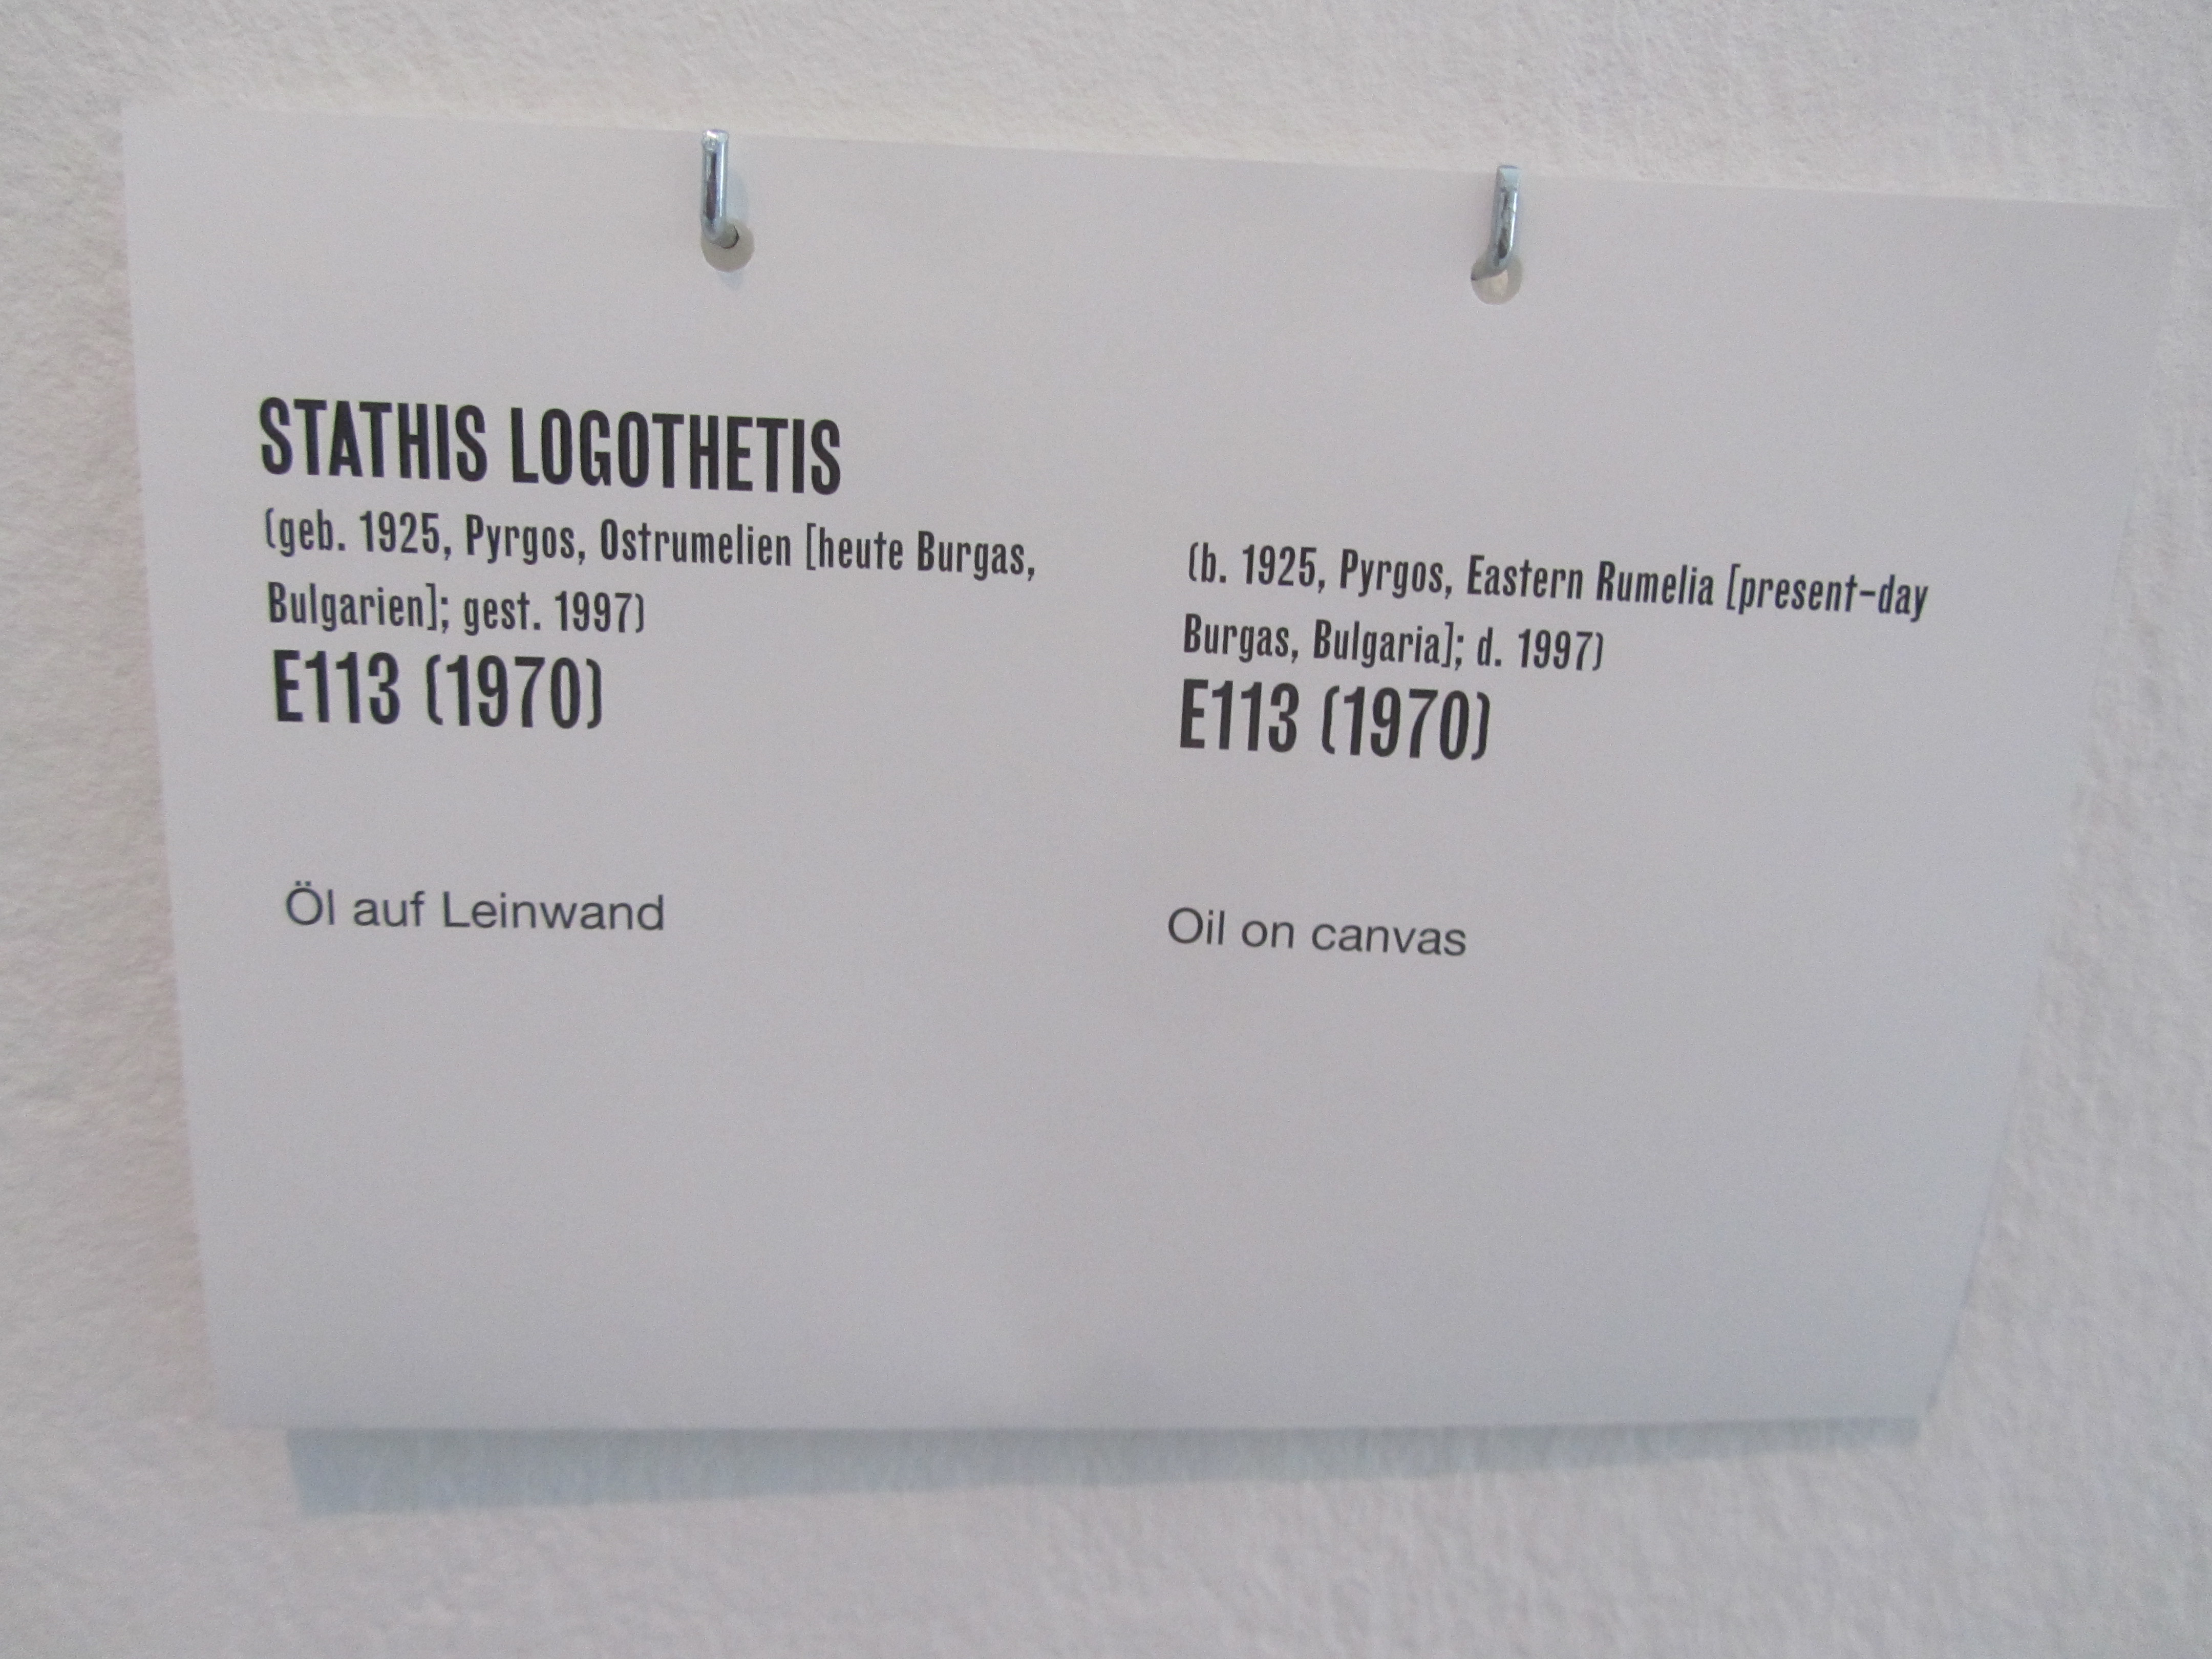 STATHIS LOGOTHETIS
(geb. 1925, Pyrgos, Ostrumelien [heute Burgas,
Bulgarien]; gest. 1997)
E113 (1970)
Öl auf Leinwand
(b. 1925, Pyrgos, Eastern Rumelia [present-day
Burgas, Bulgaria]; d. 1997)
E113 (1970)
Oil on canvas